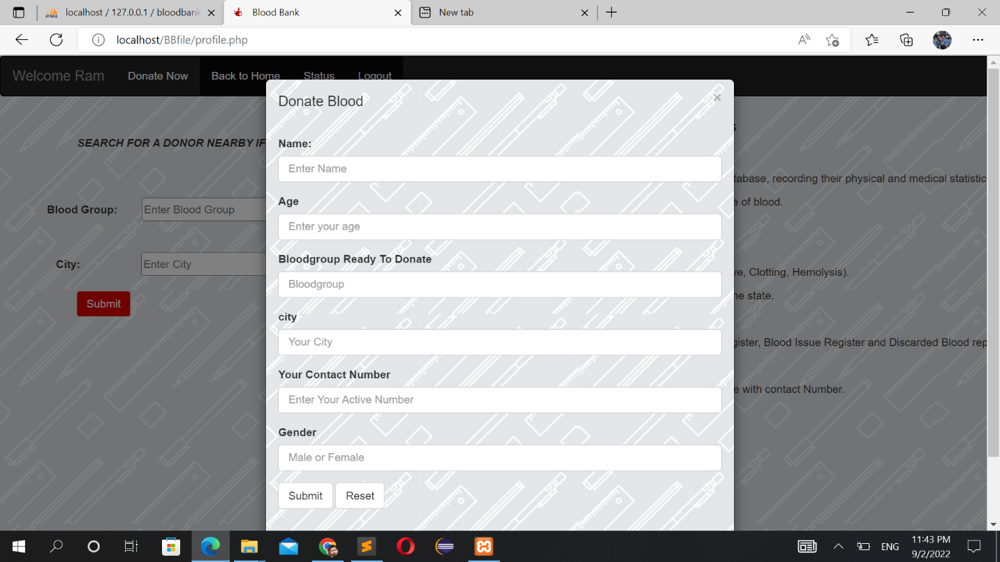 localhost / 127.0.0.1 / bloodbank
Blood Bank
New tab
localhost/BBfile/profile.php
Welcome Ram Donate Now Back to Home Status Logout
Donate Blood ×
SEARCH FOR A DONOR NEARBY IF
Name:
Enter Name
tabase, recording their physical and medical statistic
Age
e of blood.
Blood Group: Enter Blood Group
Enter your age
Bloodgroup Ready To Donate
City: Enter City
ve, Clotting, Hemolysis).
Bloodgroup
he state.
Submit
city
Your City
gister, Blood Issue Register and Discarded Blood rep
Your Contact Number
e with contact Number.
Enter Your Active Number
Gender
Male or Female
Submit Reset
ENG
11:43 PM
9/2/2022